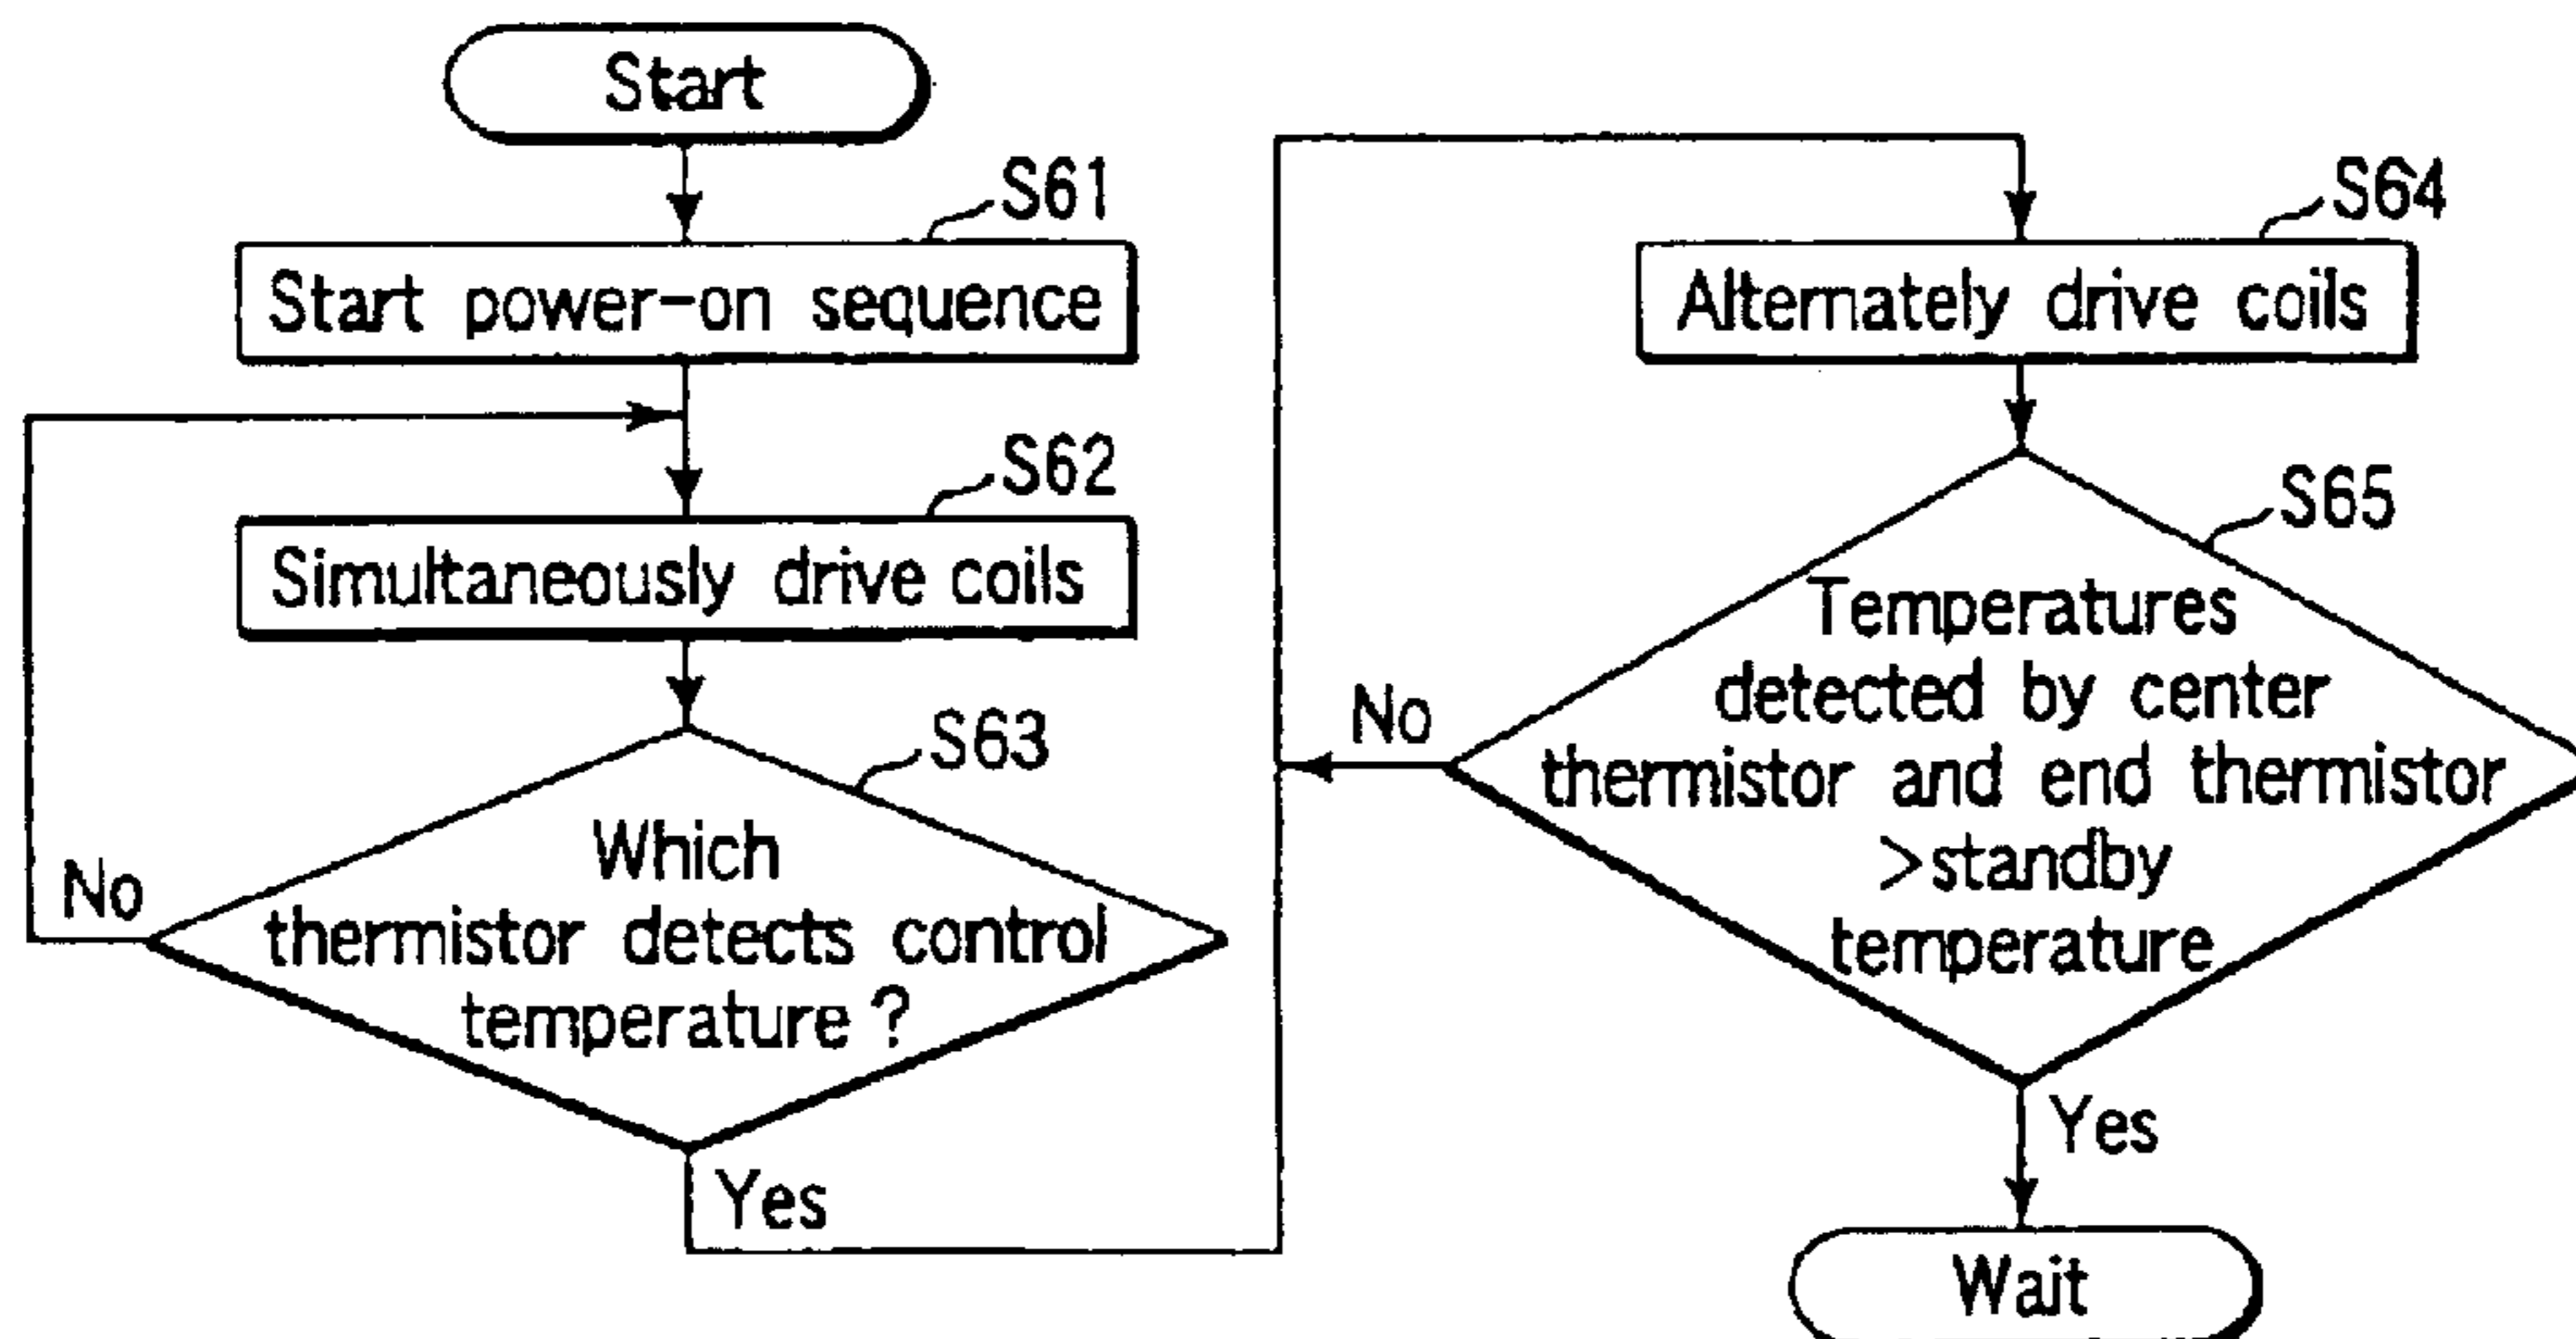 Start
S61
Start power-on sequence
S62
Simultaneously drive coils
S63
Which
thermistor detects control
temperature ?
No
Yes
S64
Alternately drive coils
S65
Temperatures
detected by center
thermistor and end thermistor
>standby
temperature
No
Yes
Wait